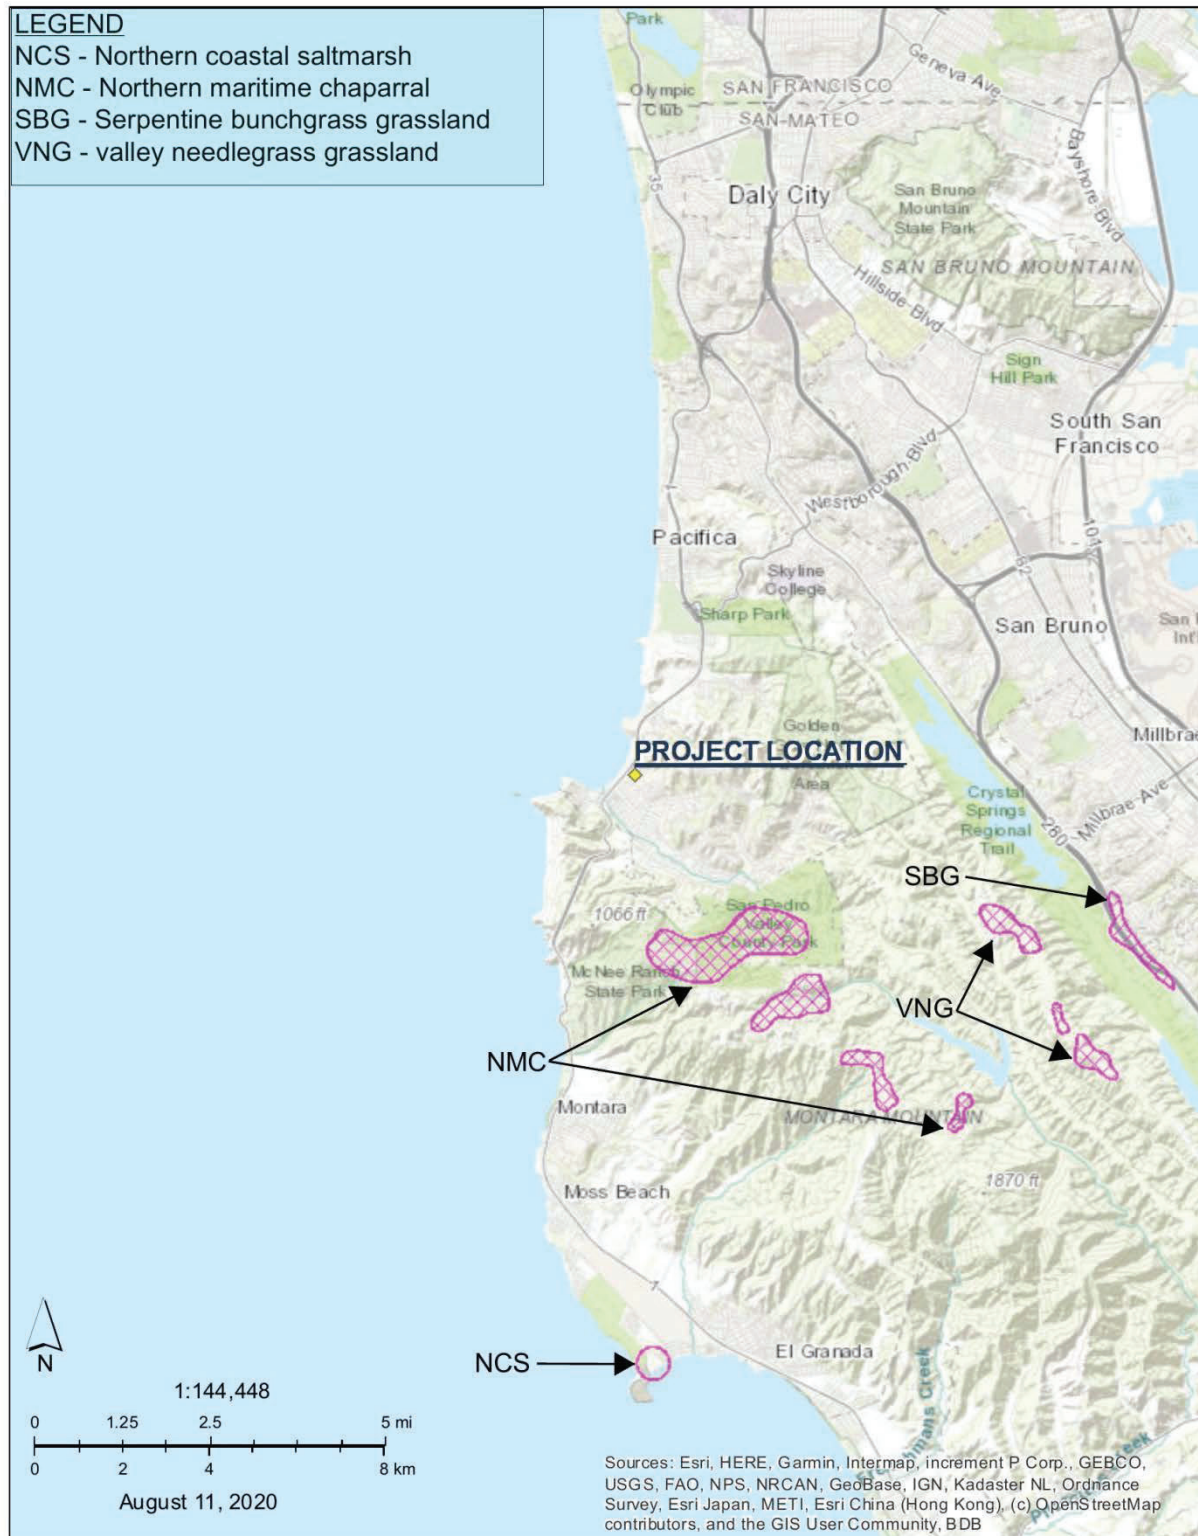 LEGEND
NCS - Northern coastal saltmarsh
NMC - Northern maritime chaparral
SBG - Serpentine bunchgrass grassland
VNG - valley needlegrass grassland
Park
Olympic
Club
SAN FRANCISCO
SAN MATEO
Geneva Ave
Bayshore Blvd
35
Daly City
San Bruno
Mountain
State Park
SAN BRUNO MOUNTAIN
Hillside Blvd
Sign
Hill Park
South San
Francisco
Westborough Blvd
Pacifica
Skyline
College
Sharp Park
San Bruno
82
101
Golden
Area
PROJECT LOCATION
Millbrae
Millbrae Ave
Crystal
Springs
Regional
Trail
280
SBG
San Pedro
Valley
County Park
1066 ft
McNee Ranch
State Park
VNG
NMC
Montara
MONTARA MOUNTAIN
1870 ft
Moss Beach
1
El Granada
NCS
N
1:144,448
0 1.25 2.5 5 mi
0 2 4 8 km
August 11, 2020
Sources: Esri, HERE, Garmin, Intermap, increment P Corp., GEBCO,
USGS, FAO, NPS, NRCAN, GeoBase, IGN, Kadaster NL, Ordnance
Survey, Esri Japan, METI, Esri China (Hong Kong), (c) OpenStreetMap
contributors, and the GIS User Community, BDB